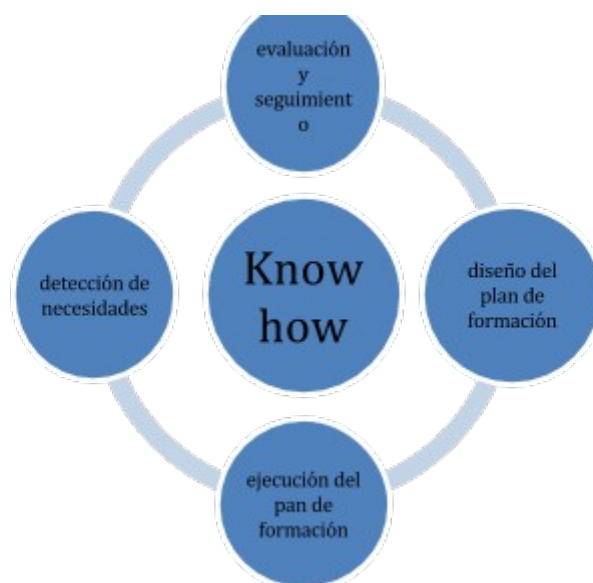 evaluación
y
seguimient
o
detección de
necesidades
Know
how
diseño del
plan de
formación
ejecución del
pan de
formación